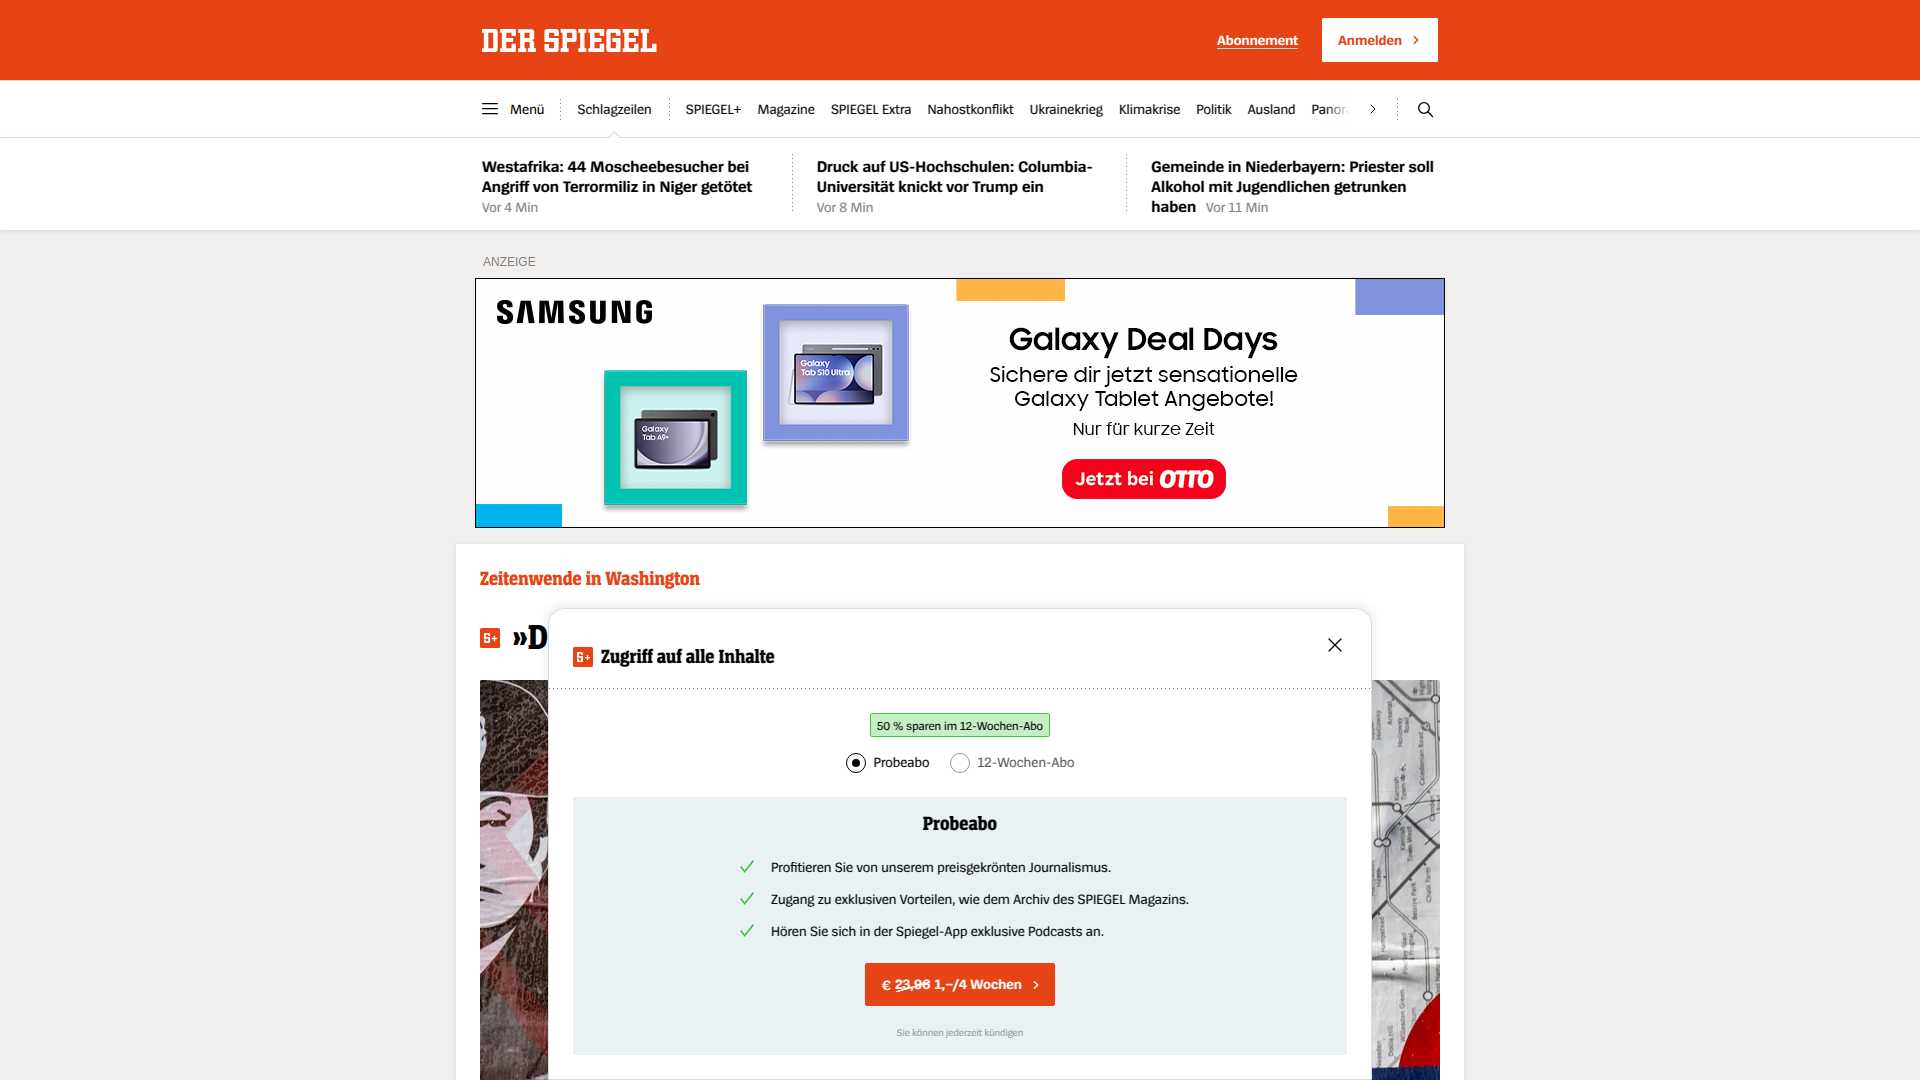 DER SPIEGEL
Abonnement
Anmelden
Menü
Schlagzeilen
SPIEGEL+
Magazine
SPIEGEL Extra
Nahostkonflikt
Ukrainekrieg
Klimakrise
Politik
Ausland
Westafrika: 44 Moscheebesucher bei
Angriff von Terrormiliz in Niger getötet
Vor 4 Min
Druck auf US-Hochschulen: Columbia-
Universität knickt vor Trump ein
Vor 8 Min
Gemeinde in Niederbayern: Priester soll
Alkohol mit Jugendlichen getrunken
haben Vor 11 Min
ANZEIGE
SAMSUNG
Galaxy
Tab S10 Ultra
Galaxy
Tab A9+
Galaxy Deal Days
Sichere dir jetzt sensationelle
Galaxy Tablet Angebote!
Nur für kurze Zeit
Jetzt bei OTTO
Zeitenwende in Washington
»D
Zugriff auf alle Inhalte
50 % sparen im 12-Wochen-Abo
Probeabo
12-Wochen-Abo
Probeabo
Profitieren Sie von unserem preisgekrönten Journalismus.
Zugang zu exklusiven Vorteilen, wie dem Archiv des SPIEGEL Magazins.
Hören Sie sich in der Spiegel-App exklusive Podcasts an.
€ 23,96 1,–/4 Wochen
Sie können jederzeit kündigen